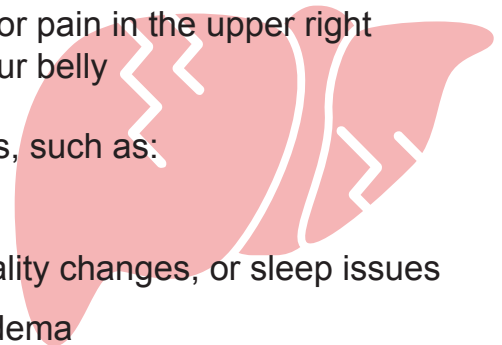 or pain in the upper right
ur belly
s, such as:
ality changes, or sleep issues
dema